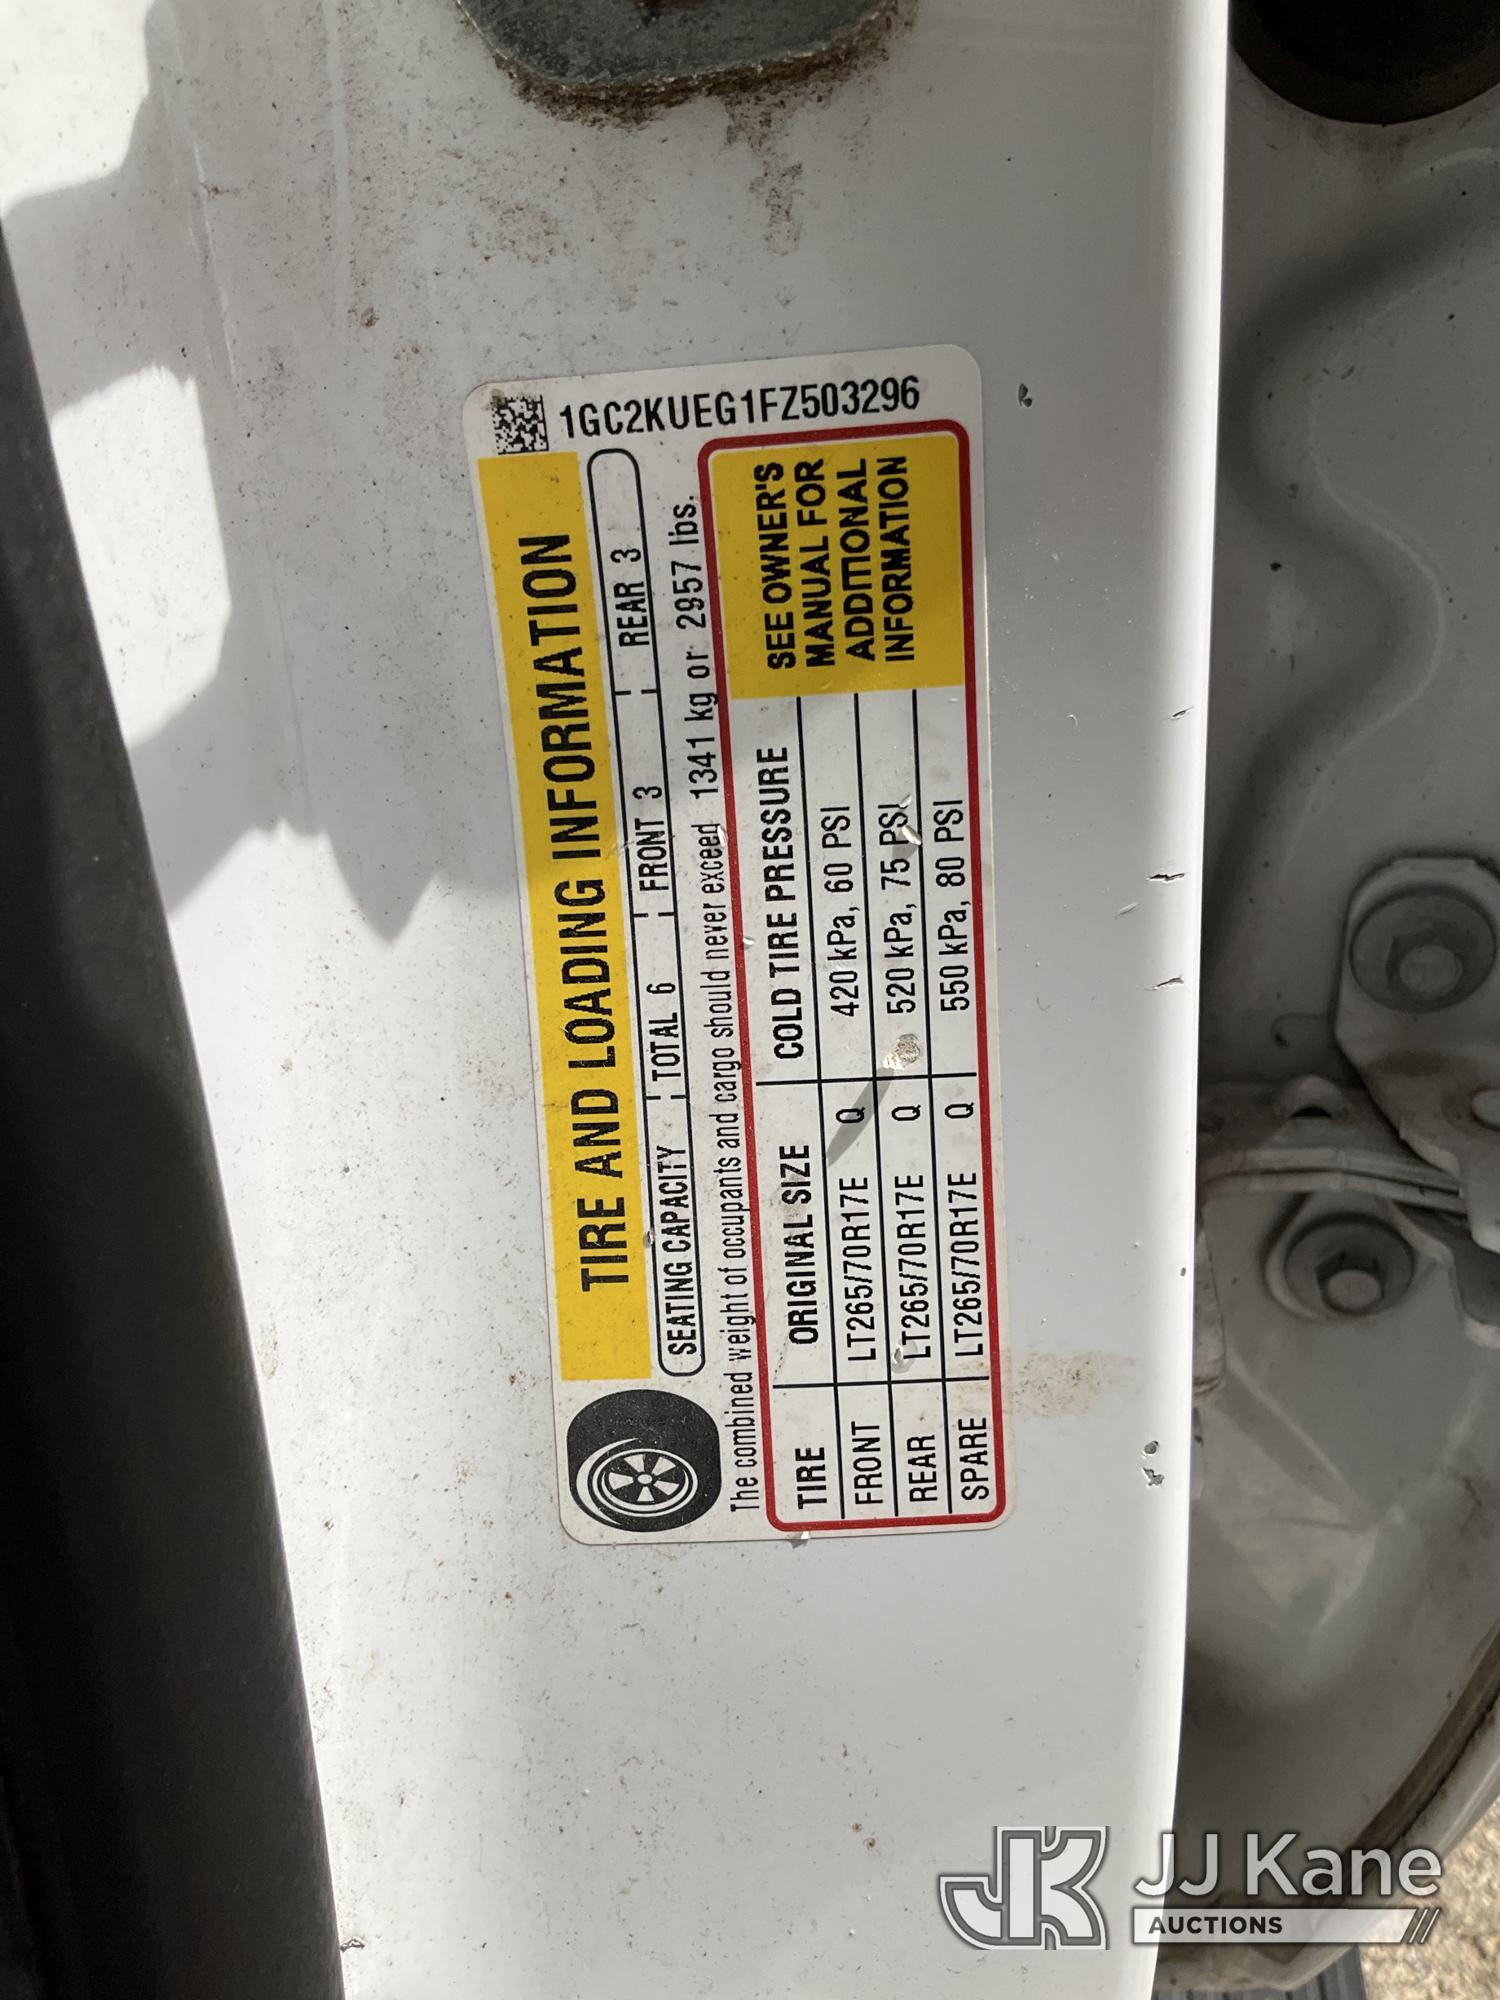 1GC2KUEG1FZ503296
TIRE AND LOADING INFORMATION
SEATING CAPACITY TOTAL 6 FRONT 3 REAR 3
The combined weight of occupants and cargo should never exceed 1341 kg or 2957 lbs.
TIRE ORIGINAL SIZE COLD TIRE PRESSURE
FRONT LT265/70R17E Q 420 kPa, 60 PSI
REAR LT265/70R17E Q 520 kPa, 75 PSI
SPARE LT265/70R17E Q 550 kPa, 80 PSI
SEE OWNER'S
MANUAL FOR
ADDITIONAL
INFORMATION
JK JJ Kane
AUCTIONS